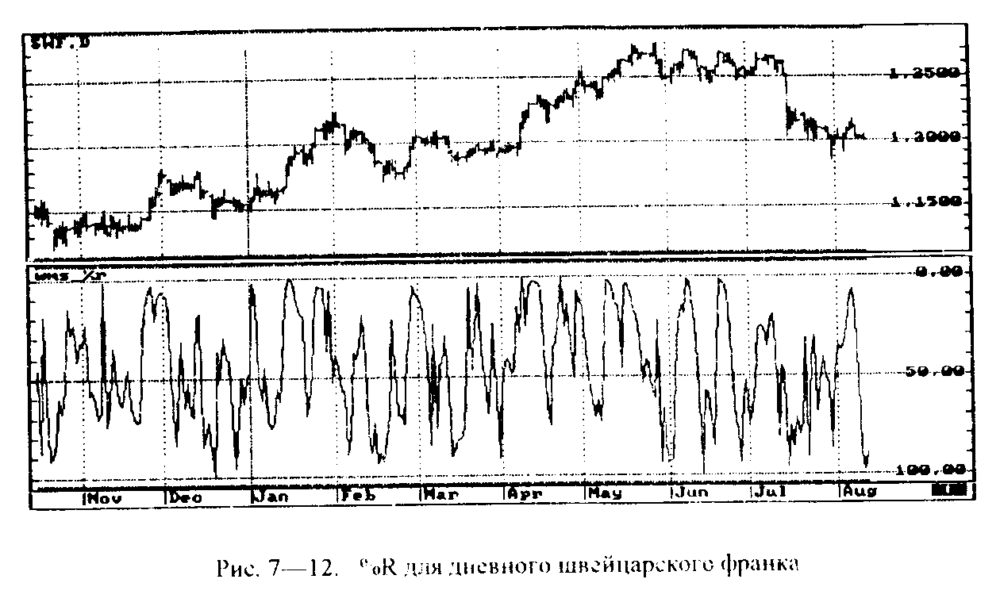 SWF.D
1.2500
1.2000
1.1500
wms %r
0.00
50.00
100.00
Nov Dec Jan Feb Mar Apr May Jun Jul Aug
Рис. 7—12. %R для дневного швейцарского франка